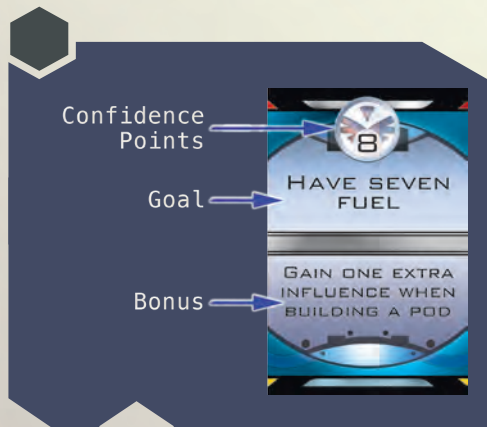 Confidence
Points
8
Goal
HAVE SEVEN
FUEL
Bonus
GAIN ONE EXTRA
INFLUENCE WHEN
BUILDING A POD